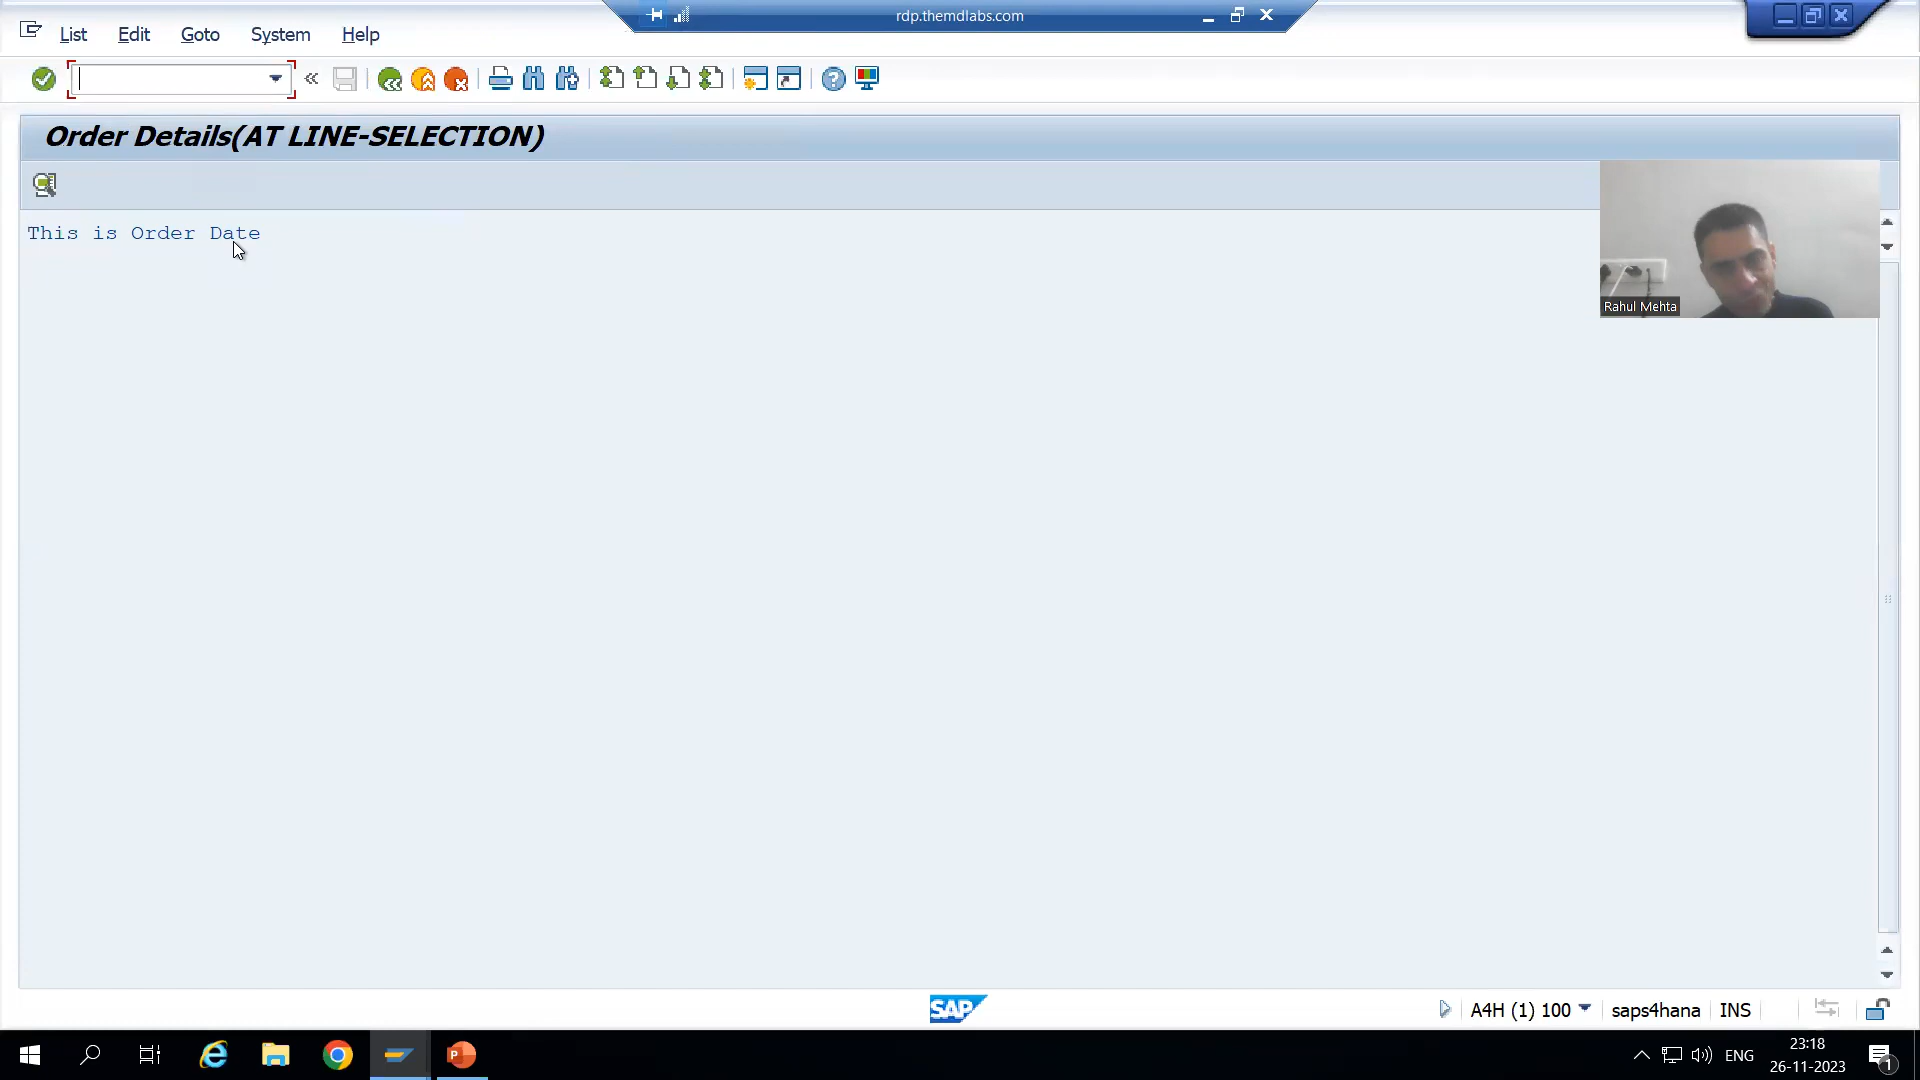 rdp.themdlabs.com
List Edit Goto System Help
Order Details(AT LINE-SELECTION)
This is Order Date
Rahul Mehta
SAP
A4H (1) 100 saps4hana INS
ENG
23:18
26-11-2023
1